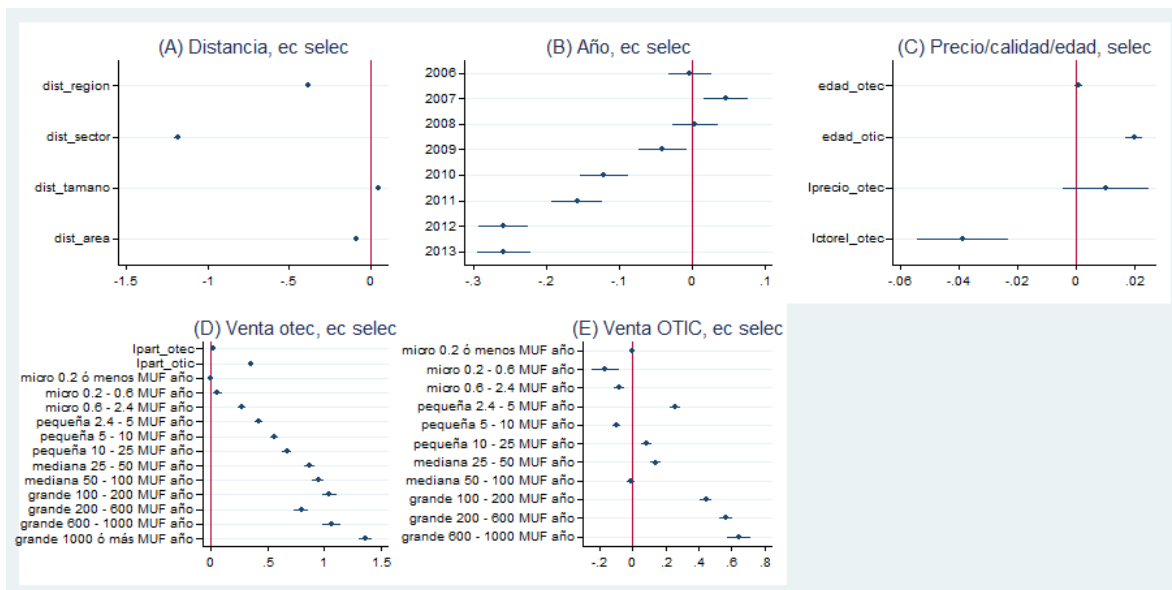 (A) Distancia, ec selec
dist_region
dist_sector
dist_tamano
dist_area
-1.5 -1 -.5 0
(B) Año, ec selec
2006
2007
2008
2009
2010
2011
2012
2013
-.3 -.2 -.1 0 .1
(C) Precio/calidad/edad, selec
edad_otec
edad_otic
lprecio_otec
lctorel_otec
-.06 -.04 -.02 0 .02
(D) Venta otec, ec selec
lpart_otec
lpart_otic
micro 0.2 ó menos MUF año
micro 0.2 - 0.6 MUF año
micro 0.6 - 2.4 MUF año
pequeña 2.4 - 5 MUF año
pequeña 5 - 10 MUF año
pequeña 10 - 25 MUF año
mediana 25 - 50 MUF año
mediana 50 - 100 MUF año
grande 100 - 200 MUF año
grande 200 - 600 MUF año
grande 600 - 1000 MUF año
grande 1000 ó más MUF año
0 .5 1 1.5
(E) Venta OTIC, ec selec
micro 0.2 ó menos MUF año
micro 0.2 - 0.6 MUF año
micro 0.6 - 2.4 MUF año
pequeña 2.4 - 5 MUF año
pequeña 5 - 10 MUF año
pequeña 10 - 25 MUF año
mediana 25 - 50 MUF año
mediana 50 - 100 MUF año
grande 100 - 200 MUF año
grande 200 - 600 MUF año
grande 600 - 1000 MUF año
-.2 0 .2 .4 .6 .8